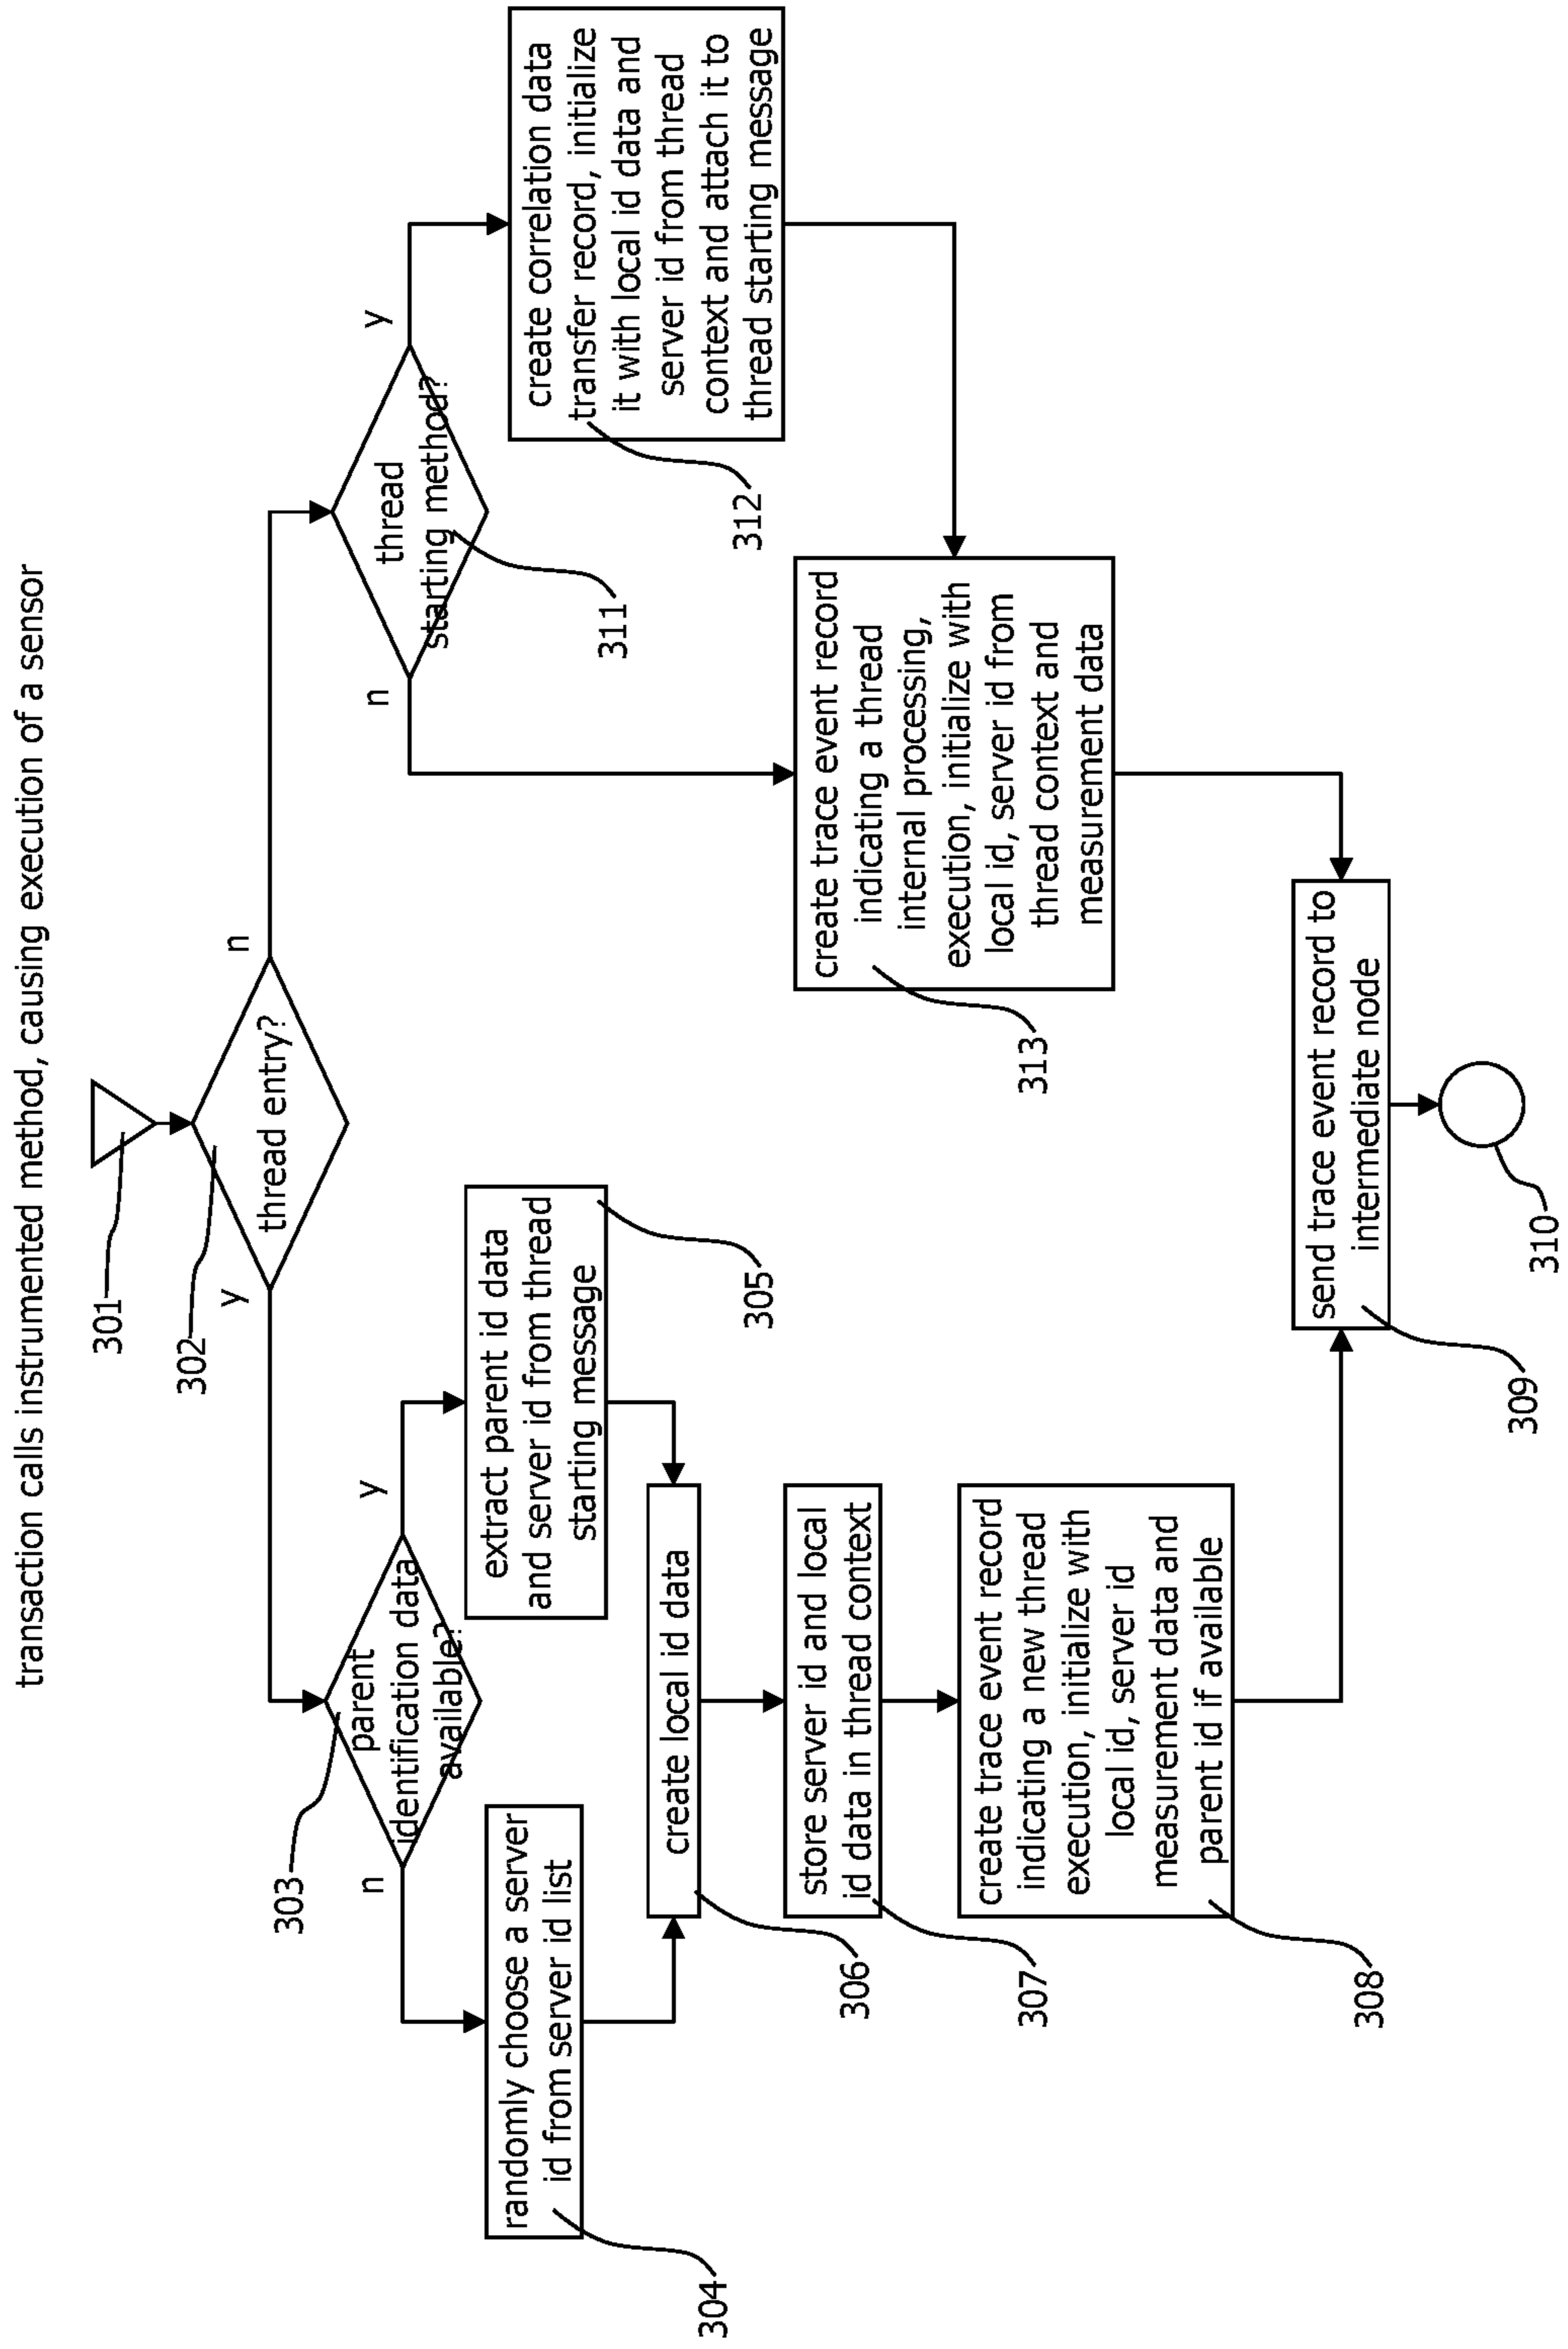 transaction calls instrumented method, causing execution of a sensor
301
302
thread entry?
y
n
303
parent
identification data
available?
n
y
thread
starting method?
311
n
y
randomly choose a server
id from server id list
304
extract parent id data
and server id from thread
starting message
305
create correlation data
transfer record, initialize
it with local id data and
server id from thread
context and attach it to
thread starting message
312
create local id data
306
store server id and local
id data in thread context
307
create trace event record
indicating a thread
internal processing,
execution, initialize with
local id, server id from
thread context and
measurement data
313
create trace event record
indicating a new thread
execution, initialize with
local id, server id
measurement data and
parent id if available
308
send trace event record to
intermediate node
309
310